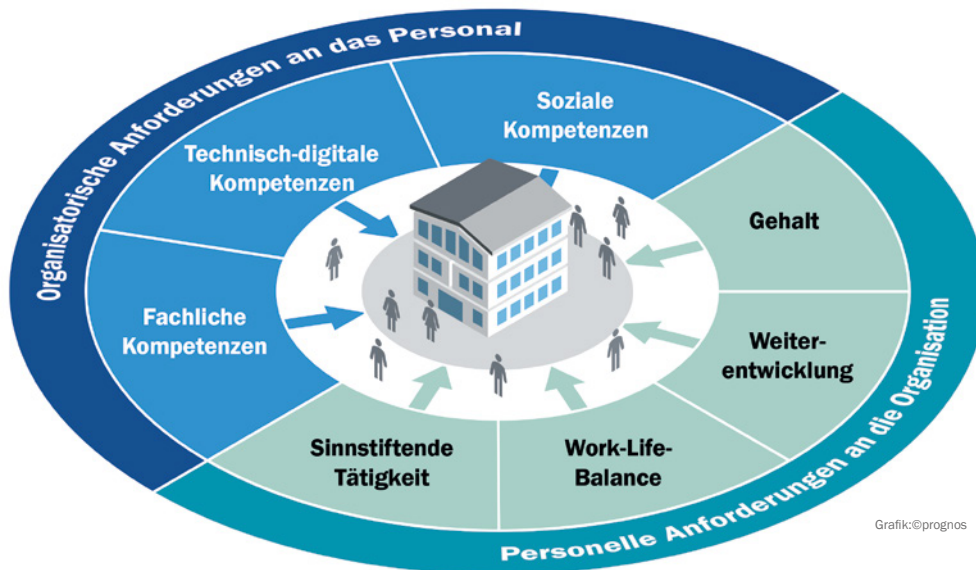 Organisatorische Anforderungen an das Personal
Soziale
Kompetenzen
Technisch-digitale
Kompetenzen
Fachliche
Kompetenzen
Gehalt
Weiter-
entwicklung
Work-Life-
Balance
Sinnstiftende
Tätigkeit
Personelle Anforderungen an die Organisation
Grafik:©prognos